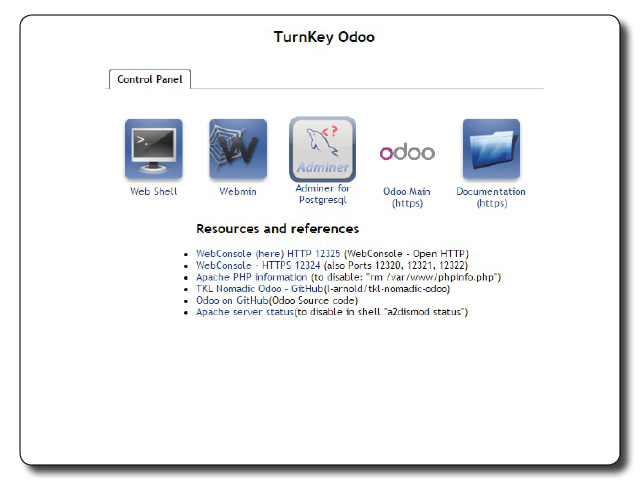 TurnKey Odoo
Control Panel
>_
<?
W
Adminer
odoo
Web Shell
Webmin
Adminer for
Postgresql
Odoo Main
(https)
Documentation
(https)
Resources and references
WebConsole (here) HTTP 12325 (WebConsole - Open HTTP)
WebConsole - HTTPS 12324 (also Ports 12320, 12321, 12322)
Apache PHP information (to disable: "rm /var/www/phpinfo.php")
TKL Nomadic Odoo - GitHub(l-arnold/tkl-nomadic-odoo)
Odoo on GitHub(Odoo Source code)
Apache server status(to disable in shell "a2dismod status")